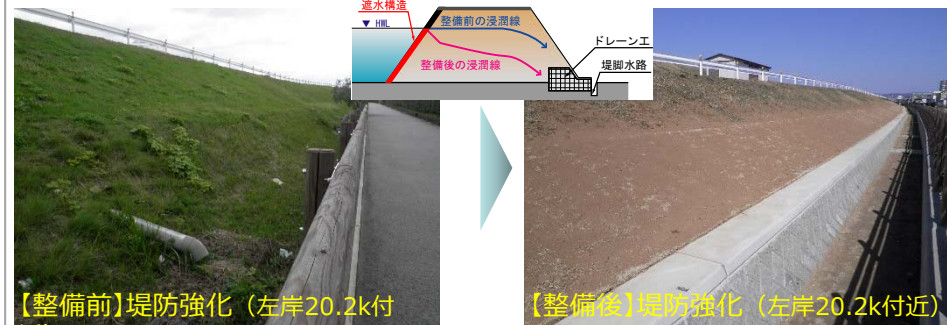 遮水構造
▼ HWL
整備前の浸潤線
整備後の浸潤線
ドレーン工
堤脚水路
【整備前】堤防強化（左岸20.2k付
【整備後】堤防強化（左岸20.2k付近）